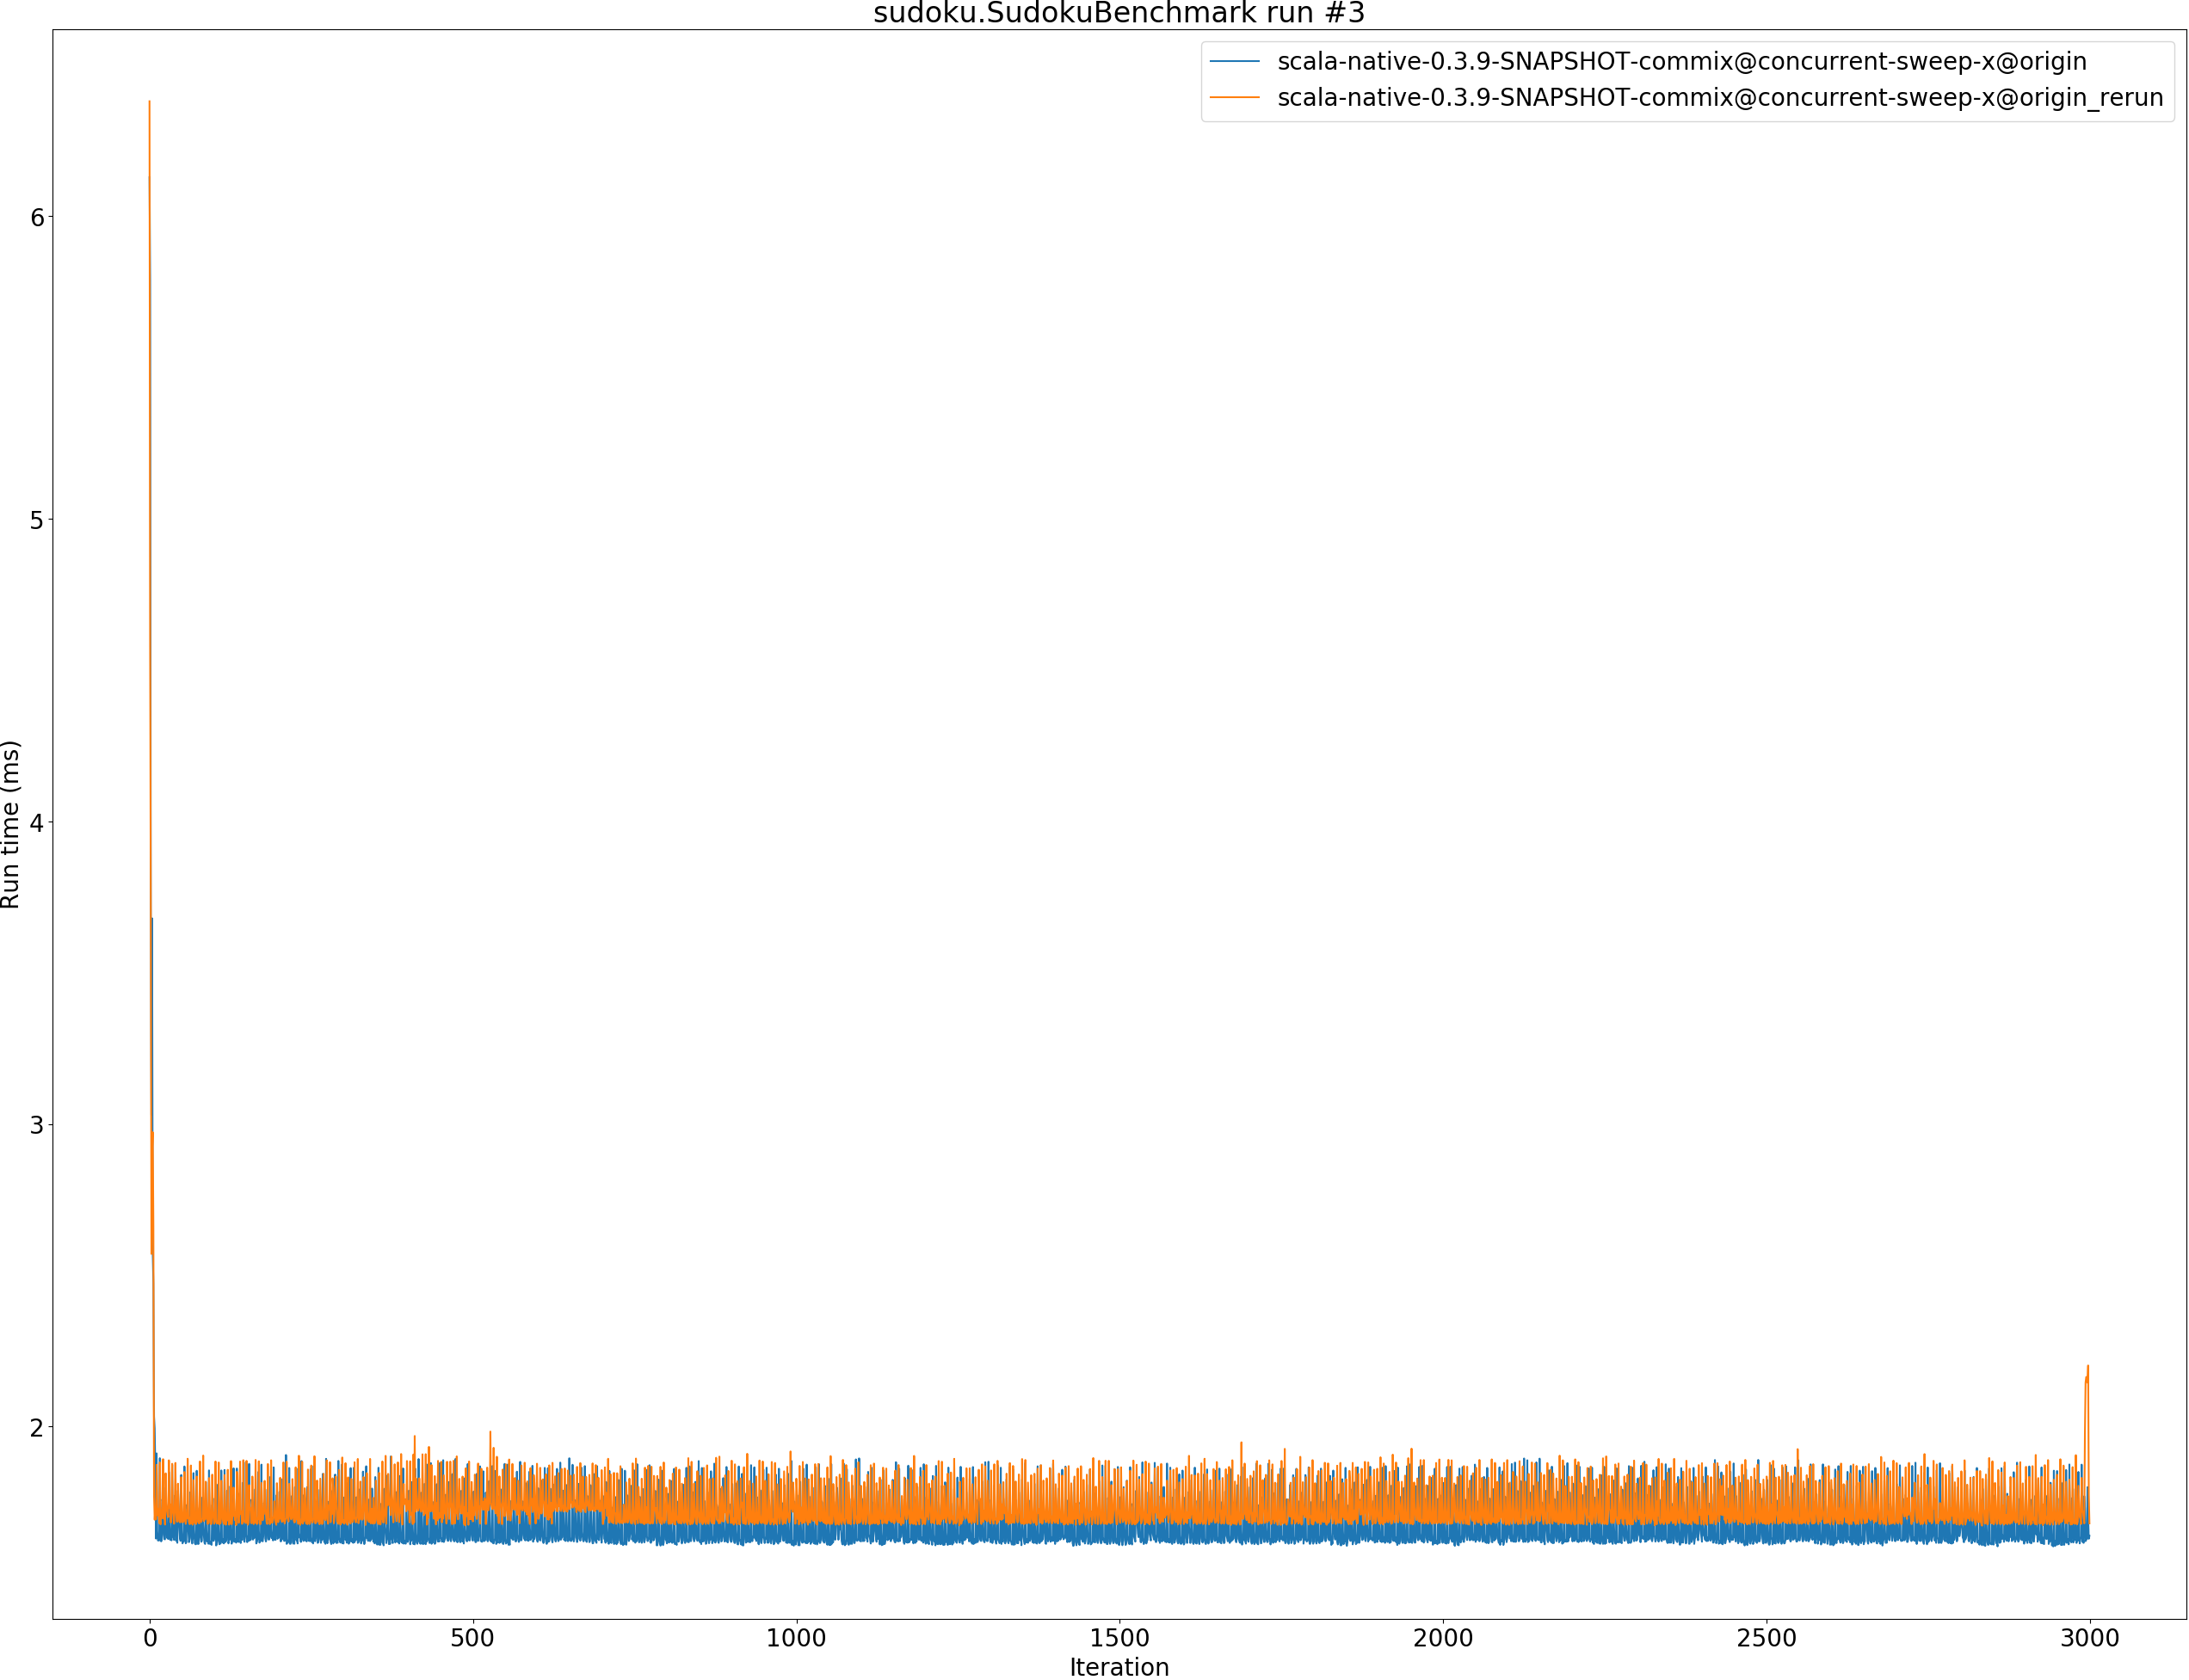 sudoku.SudokuBenchmark run #3
scala-native-0.3.9-SNAPSHOT-commix@concurrent-sweep-x@origin
scala-native-0.3.9-SNAPSHOT-commix@concurrent-sweep-x@origin_rerun
6
5
4
3
2
Run time (ms)
0 500 1000 1500 2000 2500 3000
Iteration